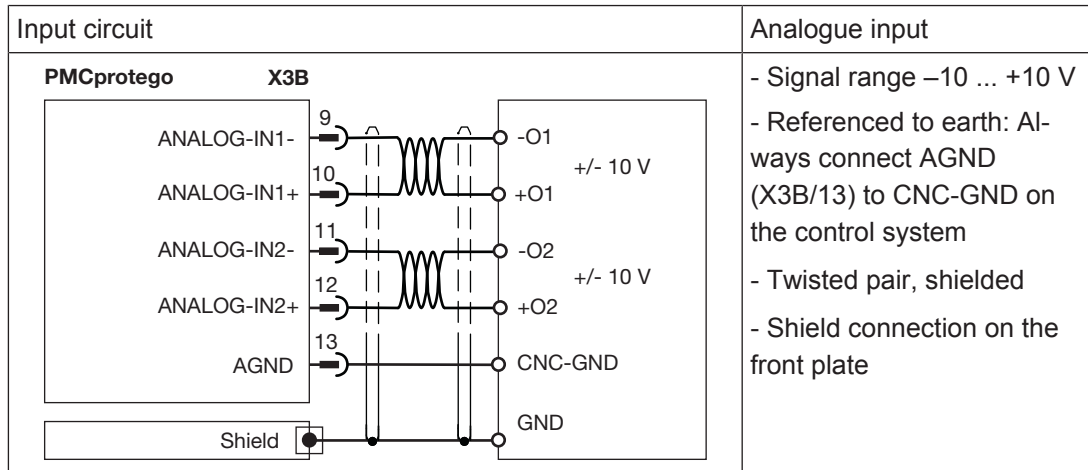 Input circuit
Analogue input
PMCprotego X3B
ANALOG-IN1- 9 -O1
+/- 10 V
ANALOG-IN1+ 10 +O1
ANALOG-IN2- 11 -O2
+/- 10 V
ANALOG-IN2+ 12 +O2
AGND 13 CNC-GND
Shield GND
- Signal range –10 ... +10 V
- Referenced to earth: Al-
ways connect AGND
(X3B/13) to CNC-GND on
the control system
- Twisted pair, shielded
- Shield connection on the
front plate